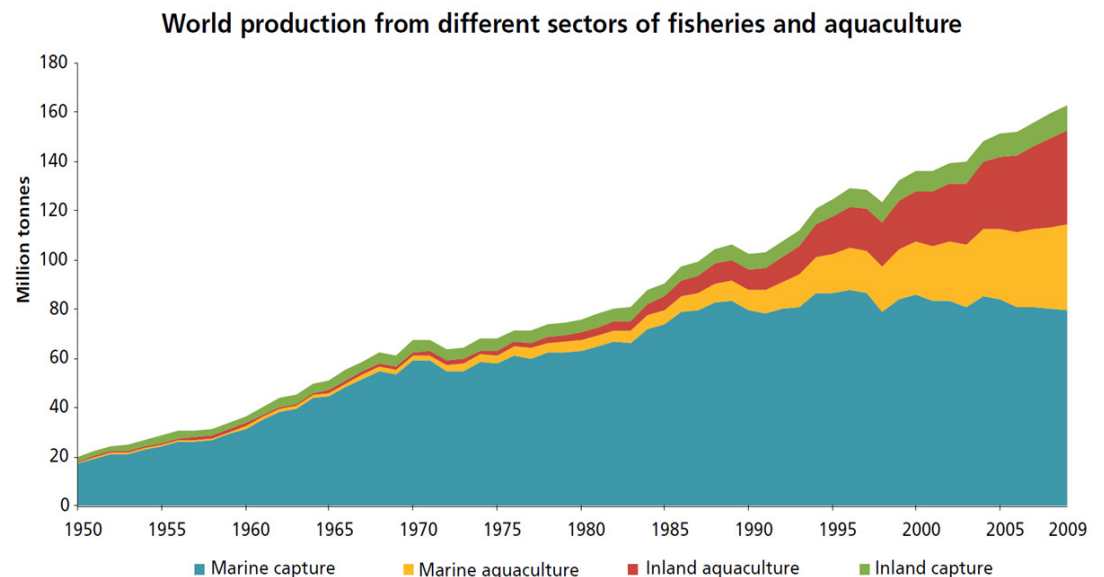 World production from different sectors of fisheries and aquaculture
Million tonnes
180
160
140
120
100
80
60
40
20
0
1950 1955 1960 1965 1970 1975 1980 1985 1990 1995 2000 2005 2009
Marine capture Marine aquaculture Inland aquaculture Inland capture